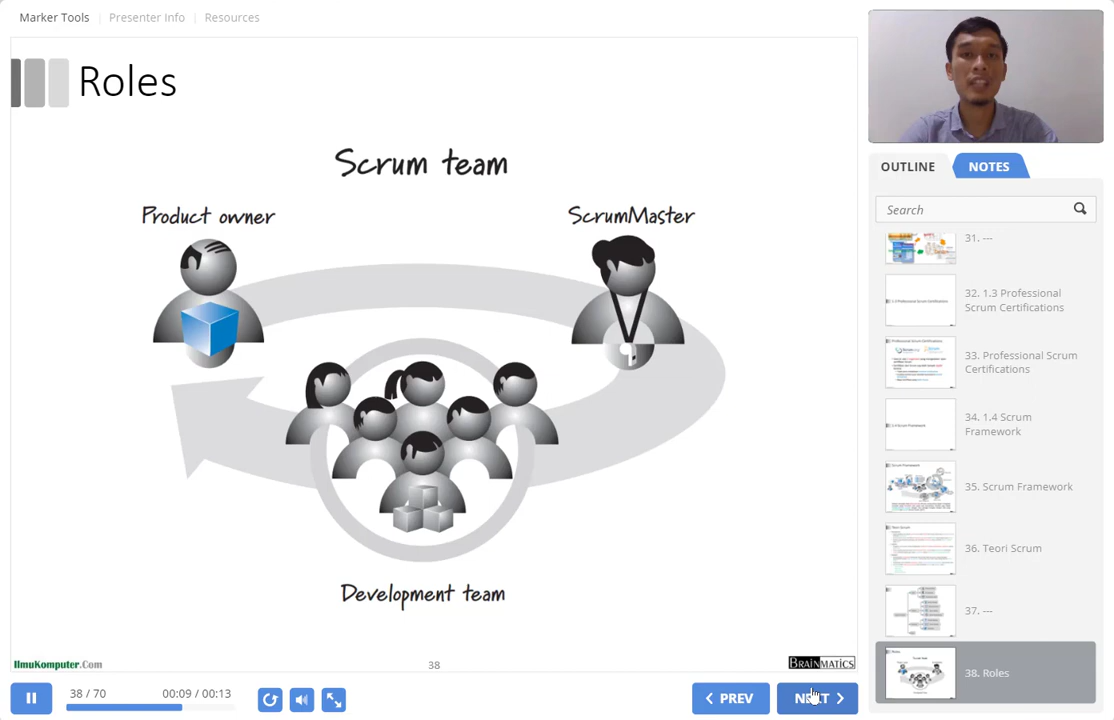 Marker Tools
Presenter Info
Resources
Roles
Scrum team
Product owner
ScrumMaster
Development team
IlmuKomputer.Com
38
BRAINMATICS
38 / 70
00:09 / 00:13
PREV
NEXT
OUTLINE
NOTES
Search
31. ---
32. 1.3 Professional
Scrum Certifications
33. Professional Scrum
Certifications
34. 1.4 Scrum
Framework
35. Scrum Framework
36. Teori Scrum
37. ---
38. Roles